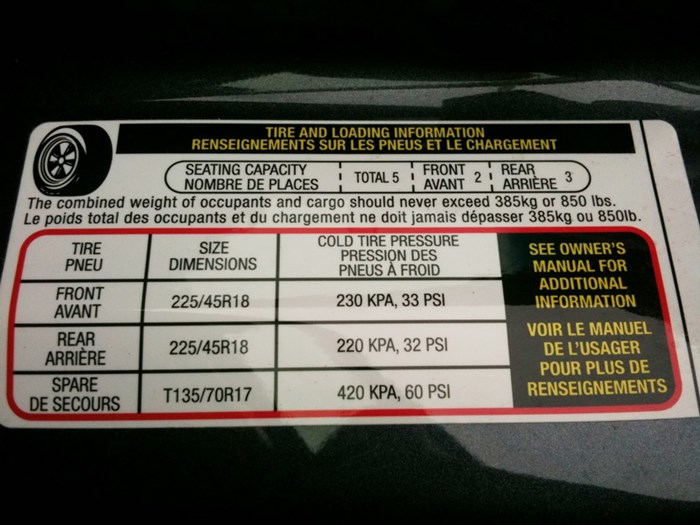 TIRE AND LOADING INFORMATION
RENSEIGNEMENTS SUR LES PNEUS ET LE CHARGEMENT
SEATING CAPACITY
NOMBRE DE PLACES
TOTAL 5
FRONT
AVANT 2
REAR
ARRIÈRE 3
The combined weight of occupants and cargo should never exceed 385kg or 850 lbs.
Le poids total des occupants et du chargement ne doit jamais dépasser 385kg ou 850lb.
TIRE
PNEU
SIZE
DIMENSIONS
COLD TIRE PRESSURE
PRESSION DES
PNEUS À FROID
FRONT
AVANT
225/45R18
230 KPA, 33 PSI
REAR
ARRIÈRE
225/45R18
220 KPA, 32 PSI
SPARE
DE SECOURS
T135/70R17
420 KPA, 60 PSI
SEE OWNER'S
MANUAL FOR
ADDITIONAL
INFORMATION
VOIR LE MANUEL
DE L'USAGER
POUR PLUS DE
RENSEIGNEMENTS